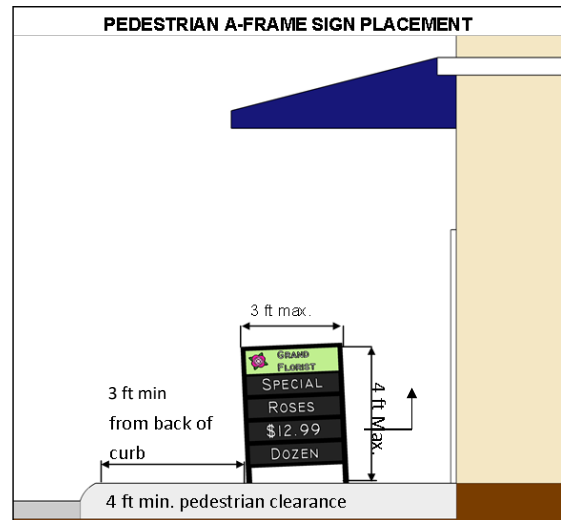 PEDESTRIAN A-FRAME SIGN PLACEMENT
3 ft max.
GRAND
FLORIST
SPECIAL
ROSES
$12.99
DOZEN
4 ft Max.
3 ft min
from back of
curb
4 ft min. pedestrian clearance